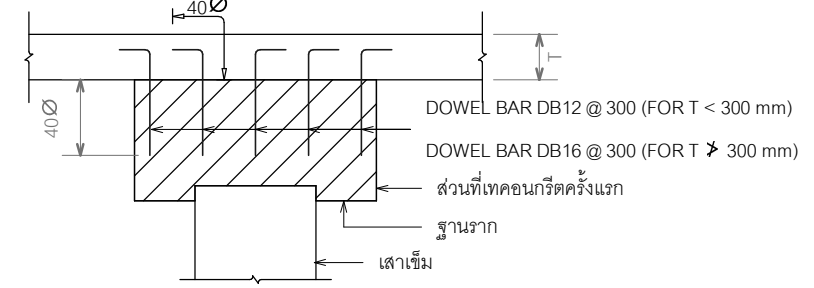 40Ø
T
40Ø
DOWEL BAR DB12 @ 300 (FOR T < 300 mm)
DOWEL BAR DB16 @ 300 (FOR T ≯ 300 mm)
ส่วนที่เทคอนกรีตครั้งแรก
ฐานราก
เสาเข็ม